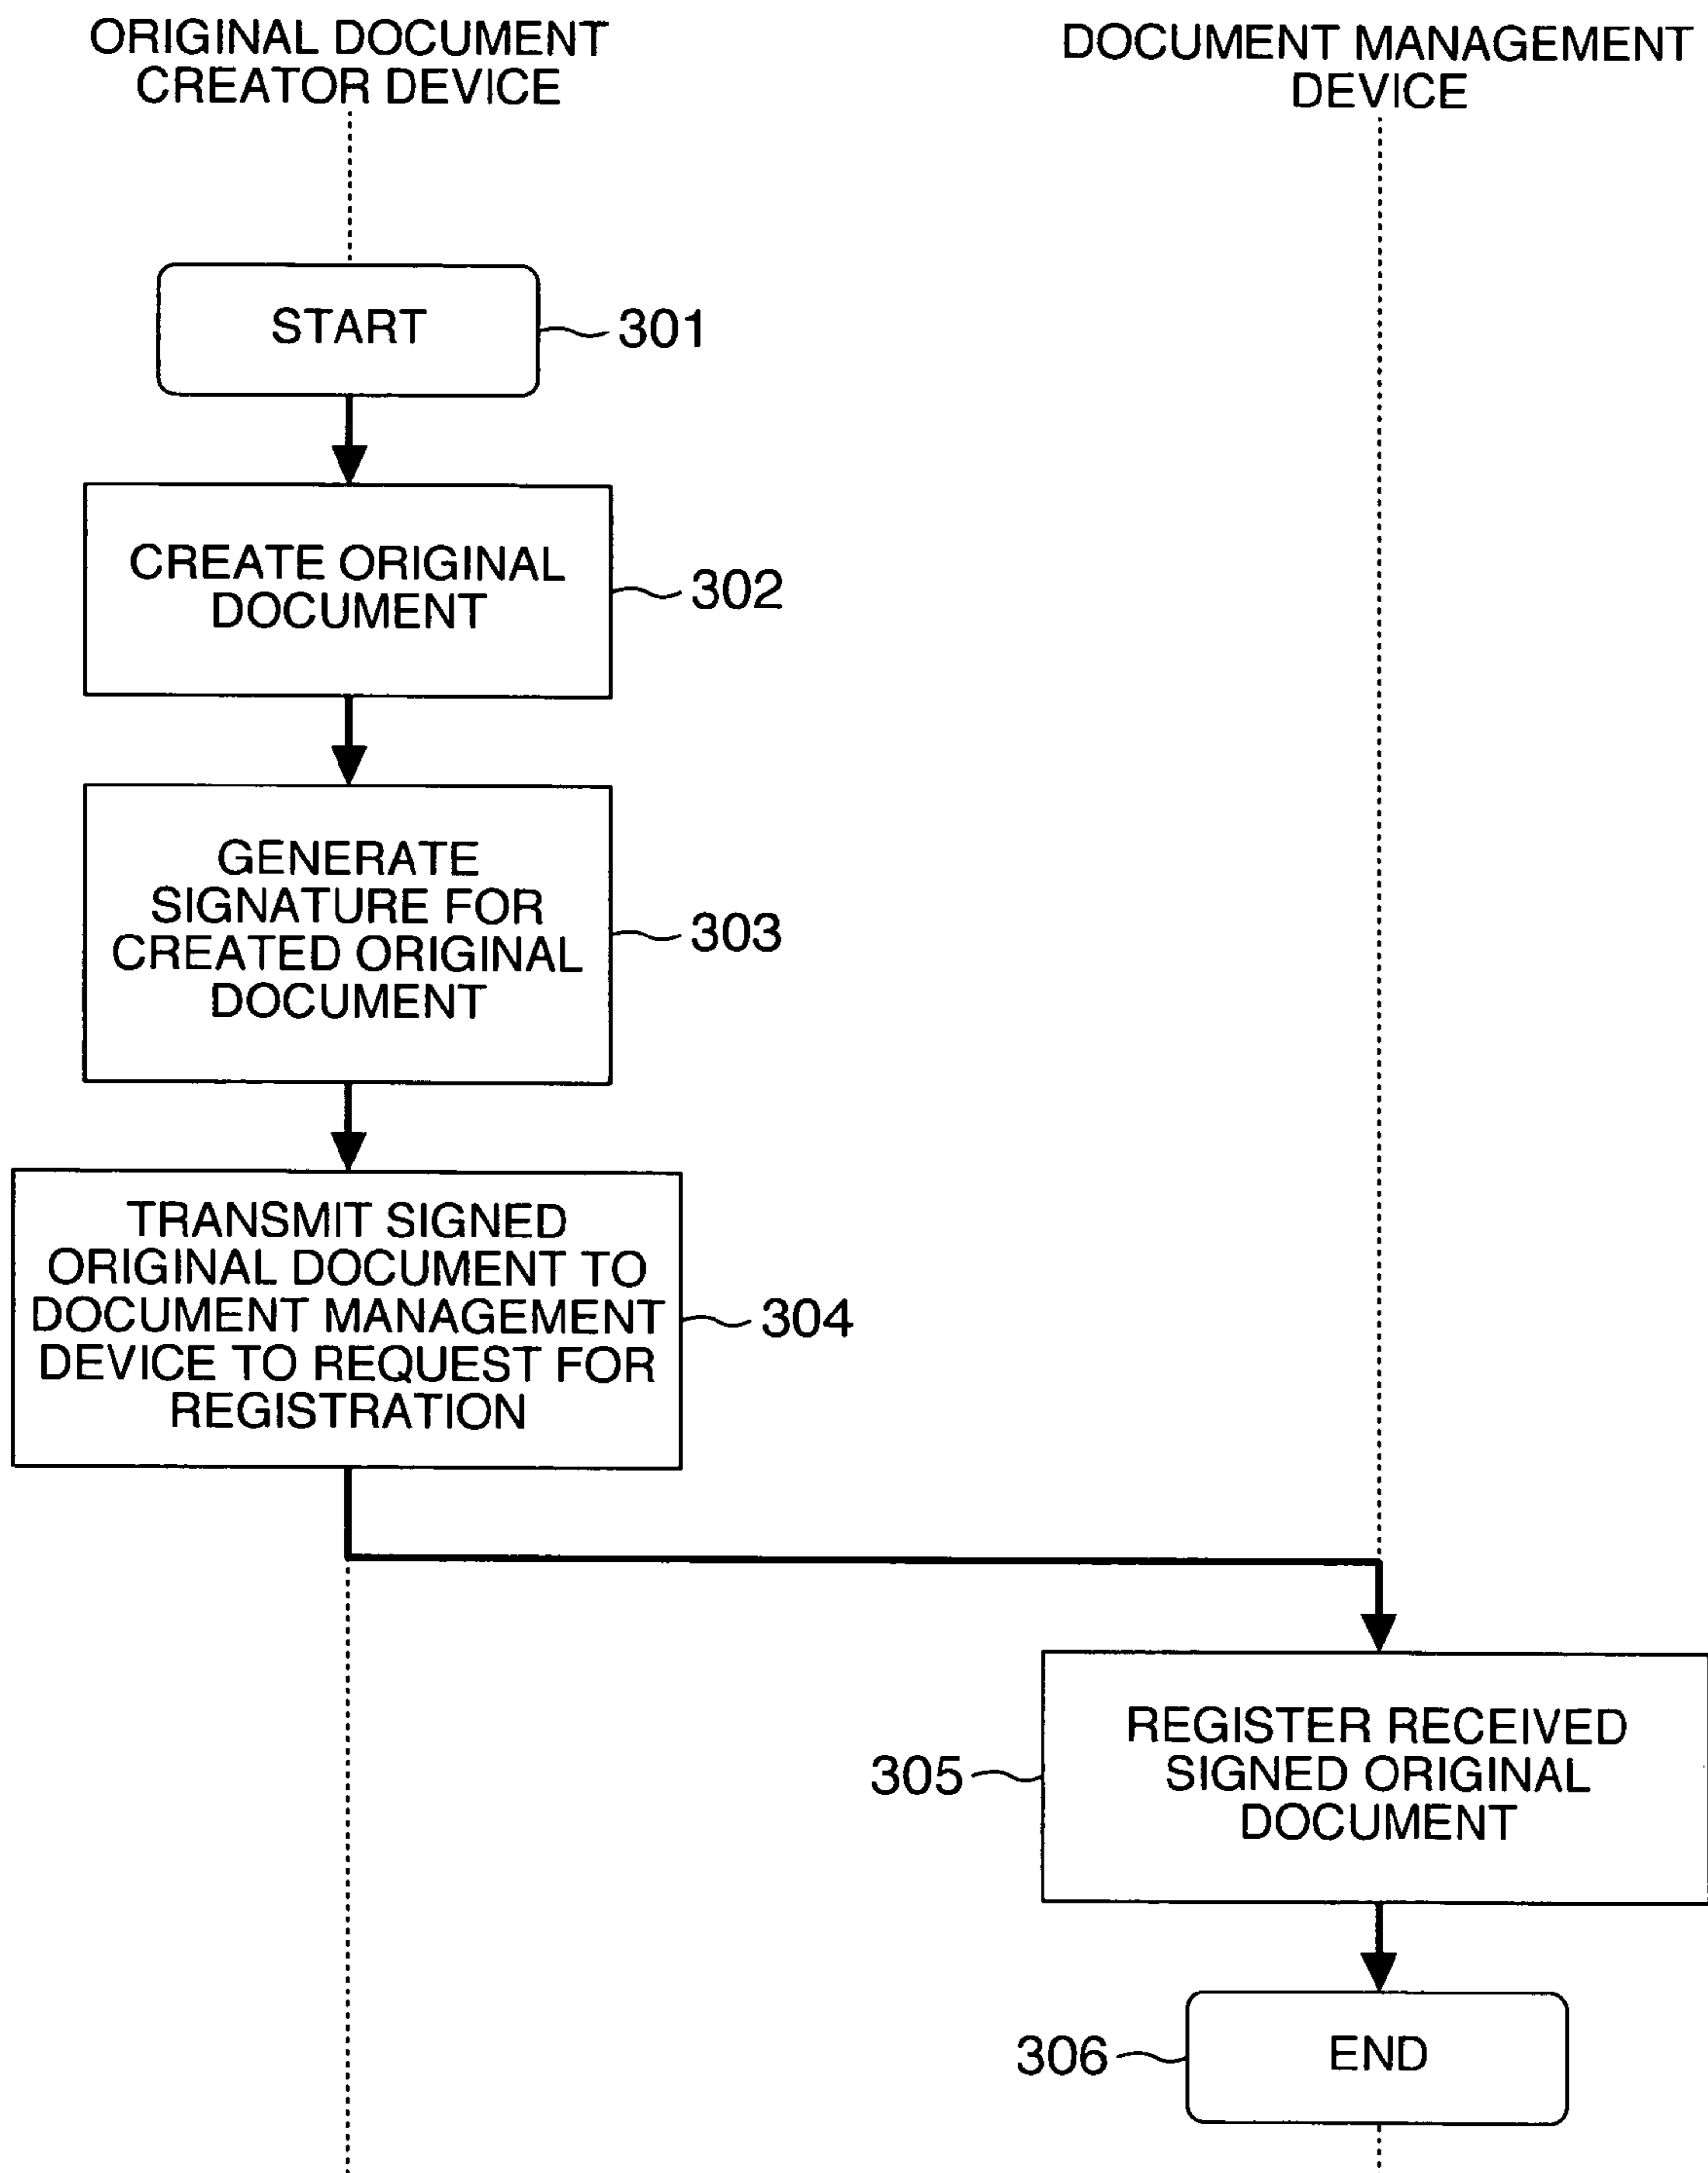 ORIGINAL DOCUMENT
CREATOR DEVICE
DOCUMENT MANAGEMENT
DEVICE
START
301
CREATE ORIGINAL
DOCUMENT
302
GENERATE
SIGNATURE FOR
CREATED ORIGINAL
DOCUMENT
303
TRANSMIT SIGNED
ORIGINAL DOCUMENT TO
DOCUMENT MANAGEMENT
DEVICE TO REQUEST FOR
REGISTRATION
304
305
REGISTER RECEIVED
SIGNED ORIGINAL
DOCUMENT
306
END